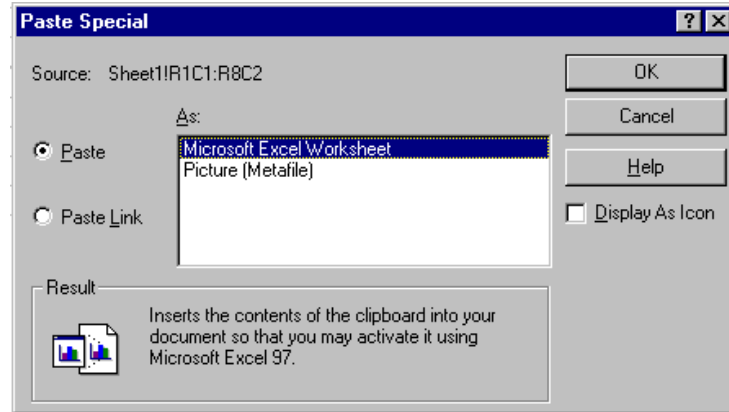 Paste Special
Source: Sheet1!R1C1:R8C2
OK
As:
Cancel
Paste
Microsoft Excel Worksheet
Picture (Metafile)
Help
Paste Link
Display As Icon
Result
Inserts the contents of the clipboard into your
document so that you may activate it using
Microsoft Excel 97.